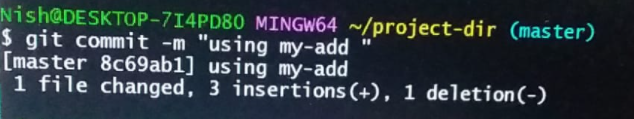 Nish@DESKTOP-7I4PD80 MINGW64 ~/project-dir (master)
$ git commit -m "using my-add "
[master 8c69ab1] using my-add
 1 file changed, 3 insertions(+), 1 deletion(-)